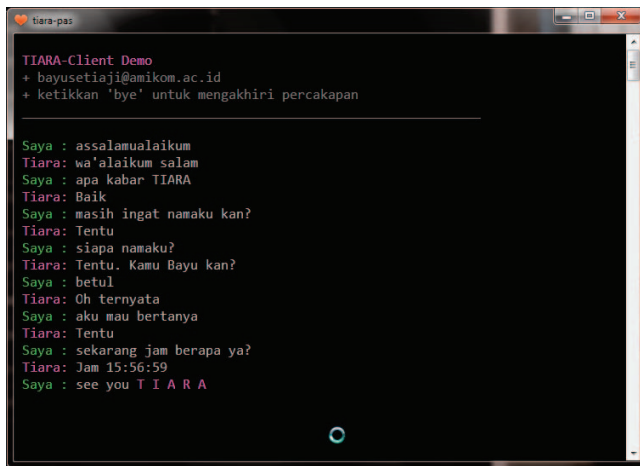 tiara-pas
TIARA-Client Demo
+ bayusetiaji@amikom.ac.id
+ ketikkan 'bye' untuk mengakhiri percakapan
Saya : assalamualaikum
Tiara: wa'alaikum salam
Saya : apa kabar TIARA
Tiara: Baik
Saya : masih ingat namaku kan?
Tiara: Tentu
Saya : siapa namaku?
Tiara: Tentu. Kamu Bayu kan?
Saya : betul
Tiara: Oh ternyata
Saya : aku mau bertanya
Tiara: Tentu
Saya : sekarang jam berapa ya?
Tiara: Jam 15:56:59
Saya : see you T I A R A